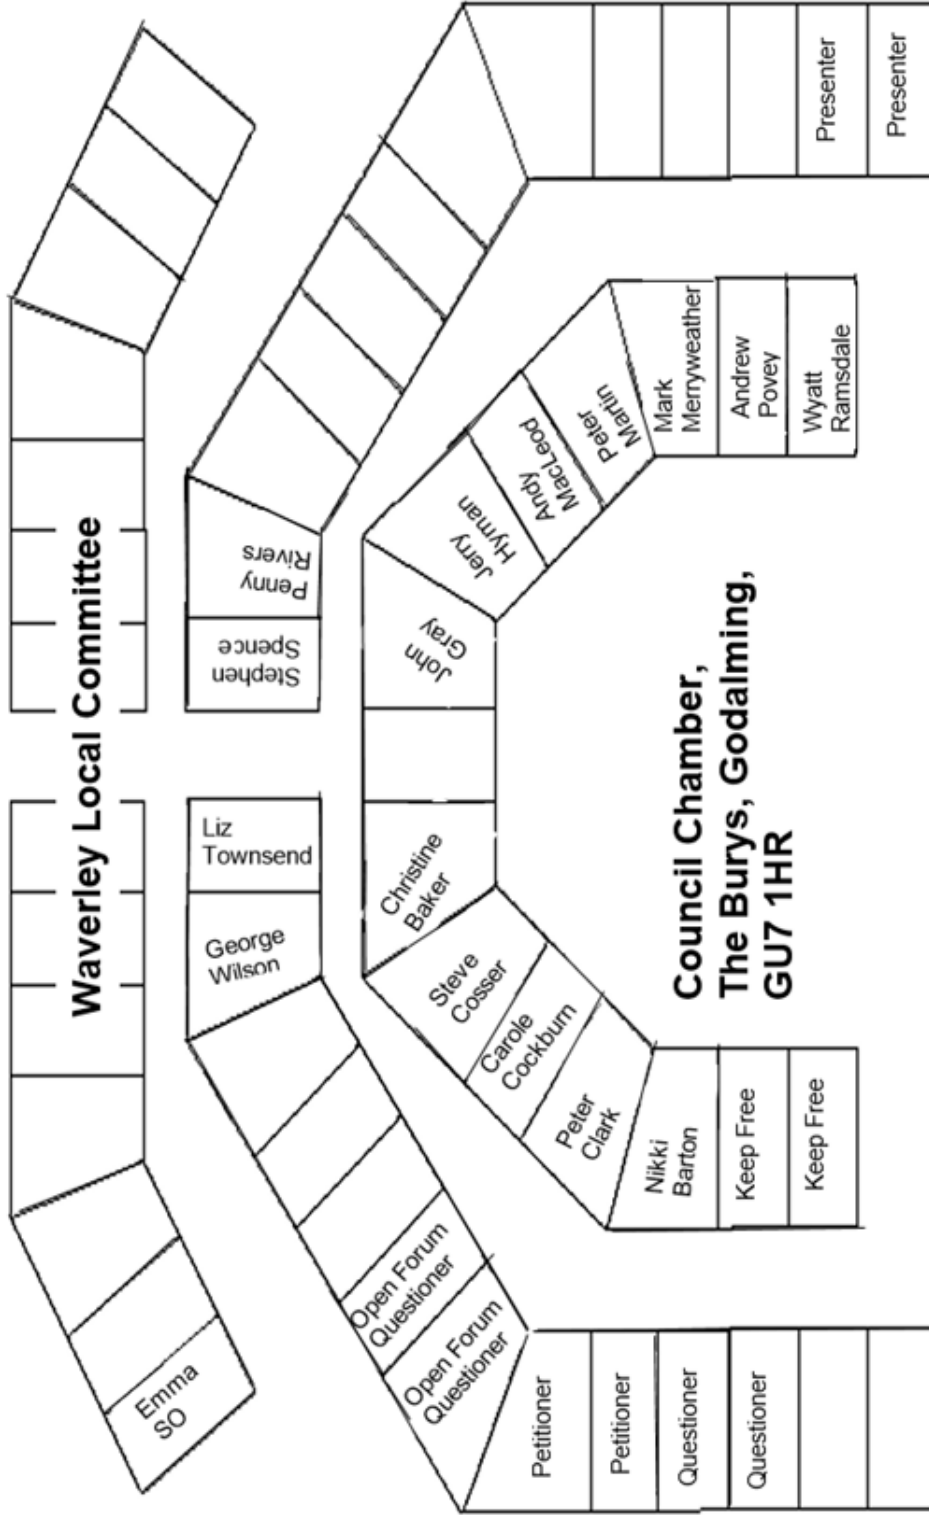 Waverley Local Committee
Emma
SO
Liz
Townsend
George
Wilson
Stephen
Spence
Penny
Rivers
Open Forum
Questioner
Open Forum
Questioner
Petitioner
Petitioner
Questioner
Questioner
Christine
Baker
Steve
Cosser
Carole
Cockburn
Peter
Clark
Nikki
Barton
Keep Free
Keep Free
John
Gray
Jerry
Hyman
Andy
MacLeod
Peter
Martin
Mark
Merryweather
Andrew
Povey
Wyatt
Ramsdale
Presenter
Presenter
Council Chamber,
The Burys, Godalming,
GU7 1HR